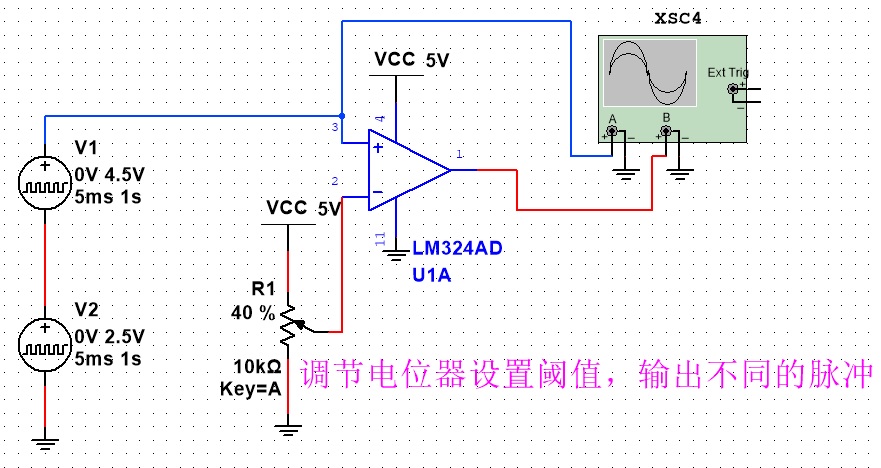 XSC4
VCC 5V
Ext Trig
+
−
A
B
+
−
+
−
3
4
V1
+
0V 4.5V
5ms 1s
+
1
2
−
VCC 5V
11
LM324AD
U1A
R1
40 %
V2
+
0V 2.5V
5ms 1s
10kΩ
Key=A
调节电位器设置阈值，输出不同的脉冲